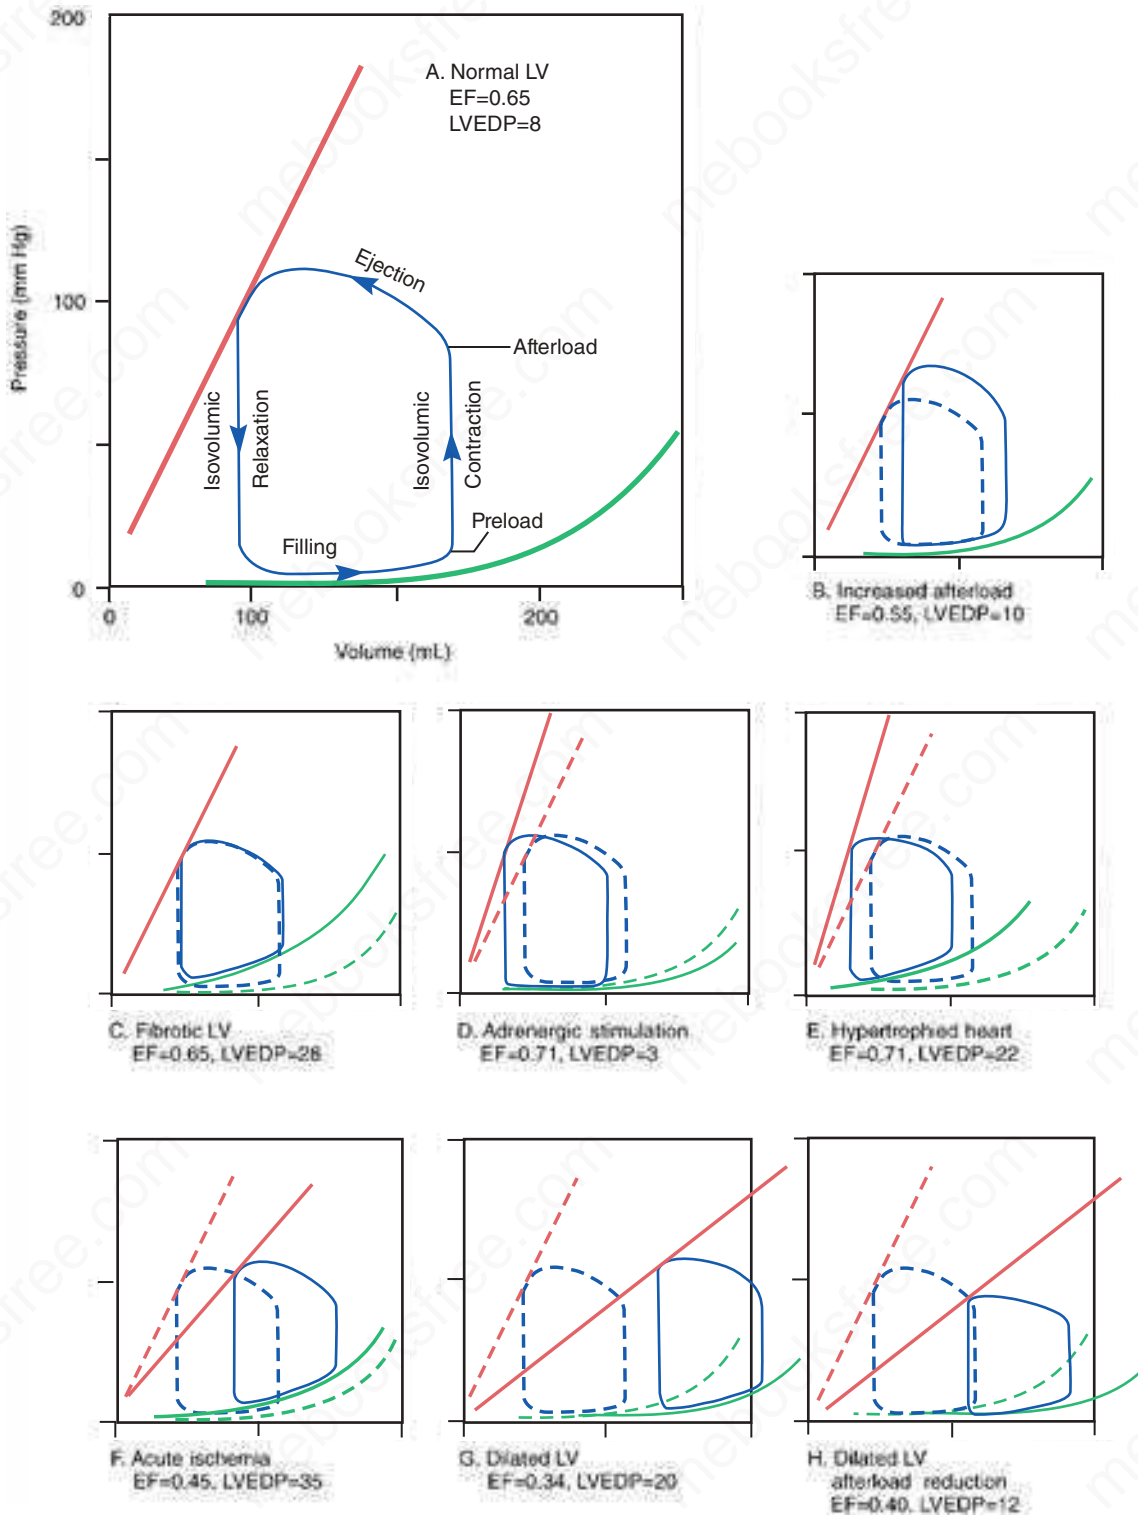 200
A. Normal LV
EF=0.65
LVEDP=8
Ejection
Pressure (mm Hg)
100
Afterload
Isovolumic
Relaxation
Isovolumic
Contraction
Preload
Filling
0
0
100
200
Volume (mL)
B. Increased afterload
EF=0.55, LVEDP=10
C. Fibrotic LV
EF=0.65, LVEDP=28
D. Adrenergic stimulation
EF=0.71, LVEDP=3
E. Hypertrophied heart
EF=0.71, LVEDP=22
F. Acute ischemia
EF=0.45, LVEDP=35
G. Dilated LV
EF=0.34, LVEDP=20
H. Dilated LV
afterload reduction
EF=0.40, LVEDP=12
mebooksfree.com